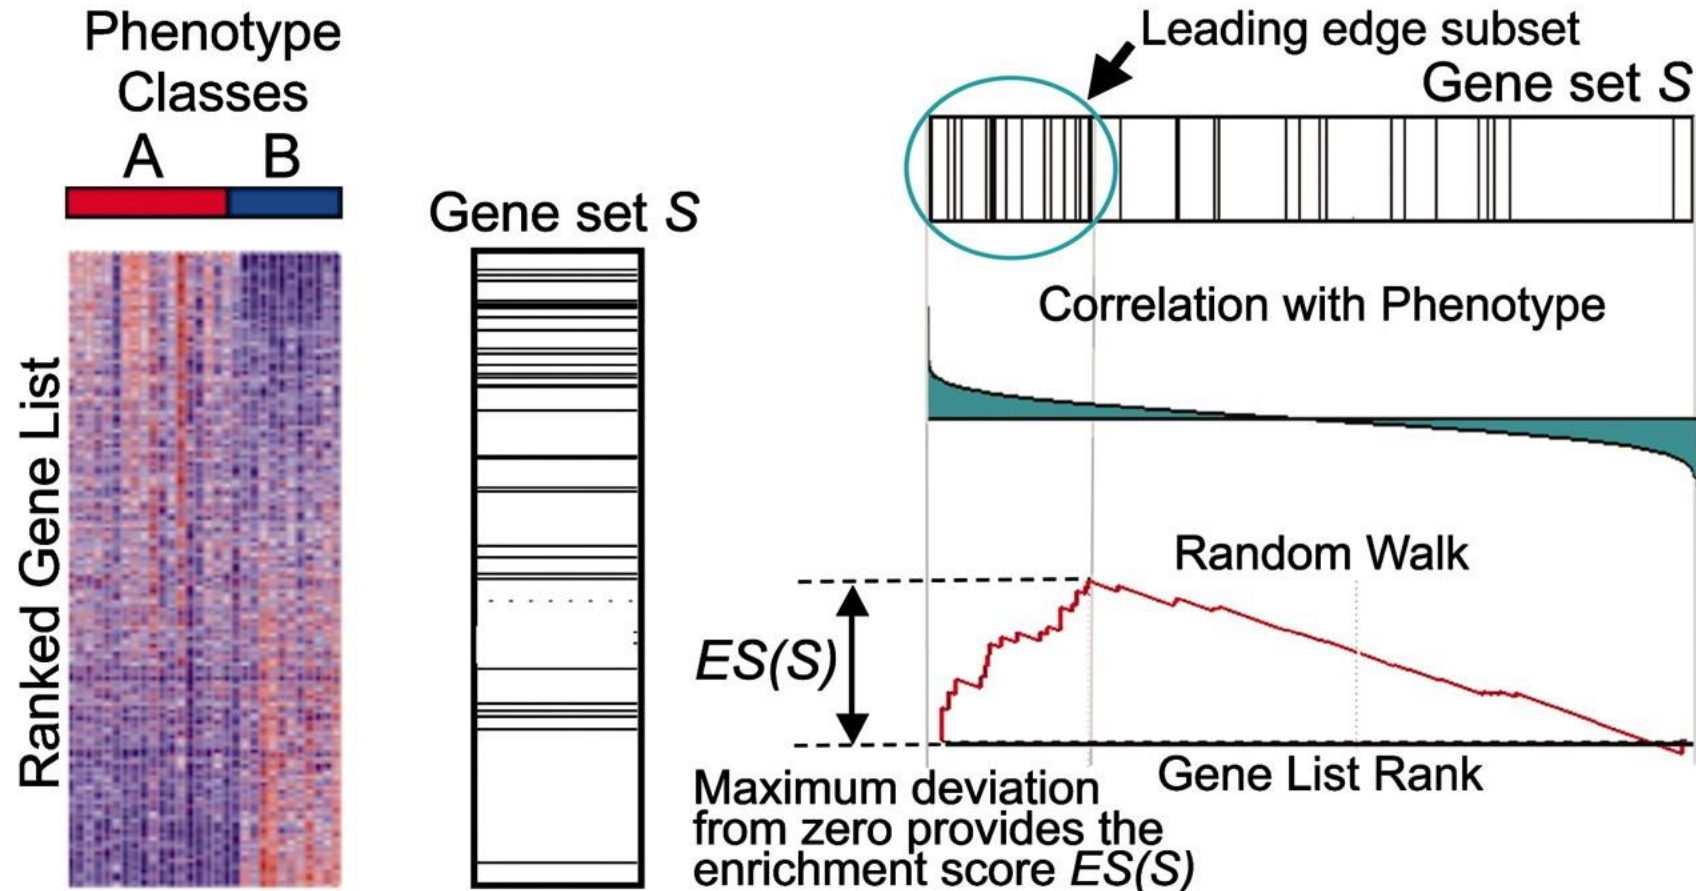 Phenotype
Classes
A B
Ranked Gene List
Gene set S
Leading edge subset
Gene set S
Correlation with Phenotype
Random Walk
ES(S)
Gene List Rank
Maximum deviation
from zero provides the
enrichment score ES(S)